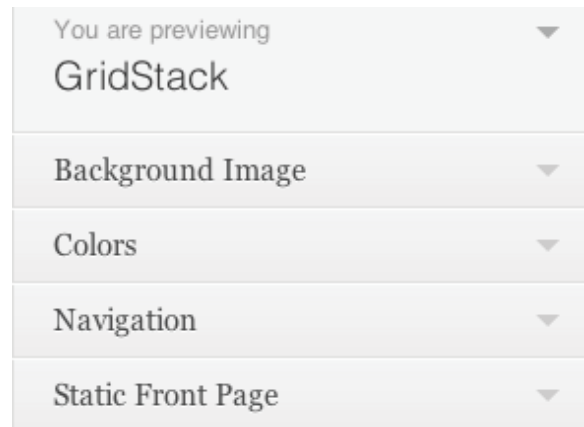 You are previewing
GridStack
Background Image
Colors
Navigation
Static Front Page